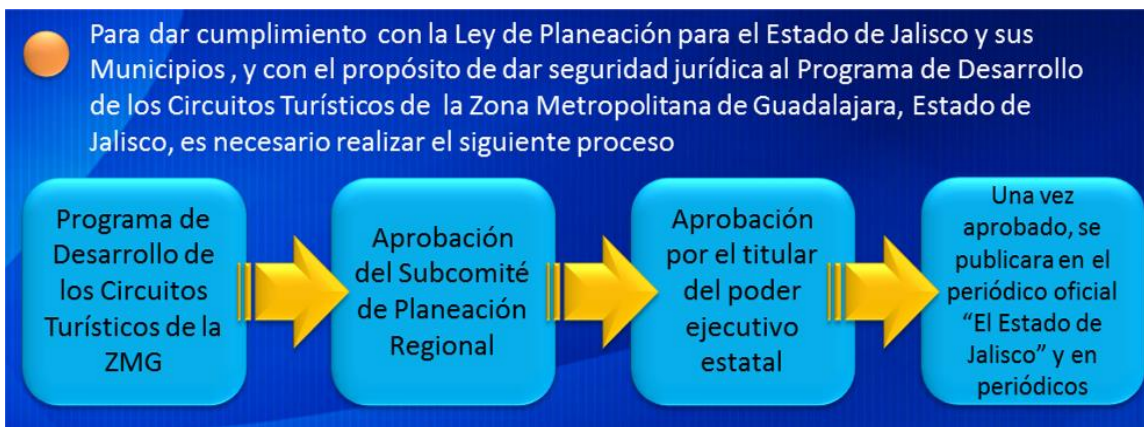 Para dar cumplimiento con la Ley de Planeación para el Estado de Jalisco y sus
Municipios , y con el propósito de dar seguridad jurídica al Programa de Desarrollo
de los Circuitos Turísticos de la Zona Metropolitana de Guadalajara, Estado de
Jalisco, es necesario realizar el siguiente proceso
Programa de
Desarrollo de
los Circuitos
Turísticos de la
ZMG
Aprobación
del Subcomité
de Planeación
Regional
Aprobación
por el titular
del poder
ejecutivo
estatal
Una vez
aprobado, se
publicara en el
periódico oficial
“El Estado de
Jalisco” y en
periódicos